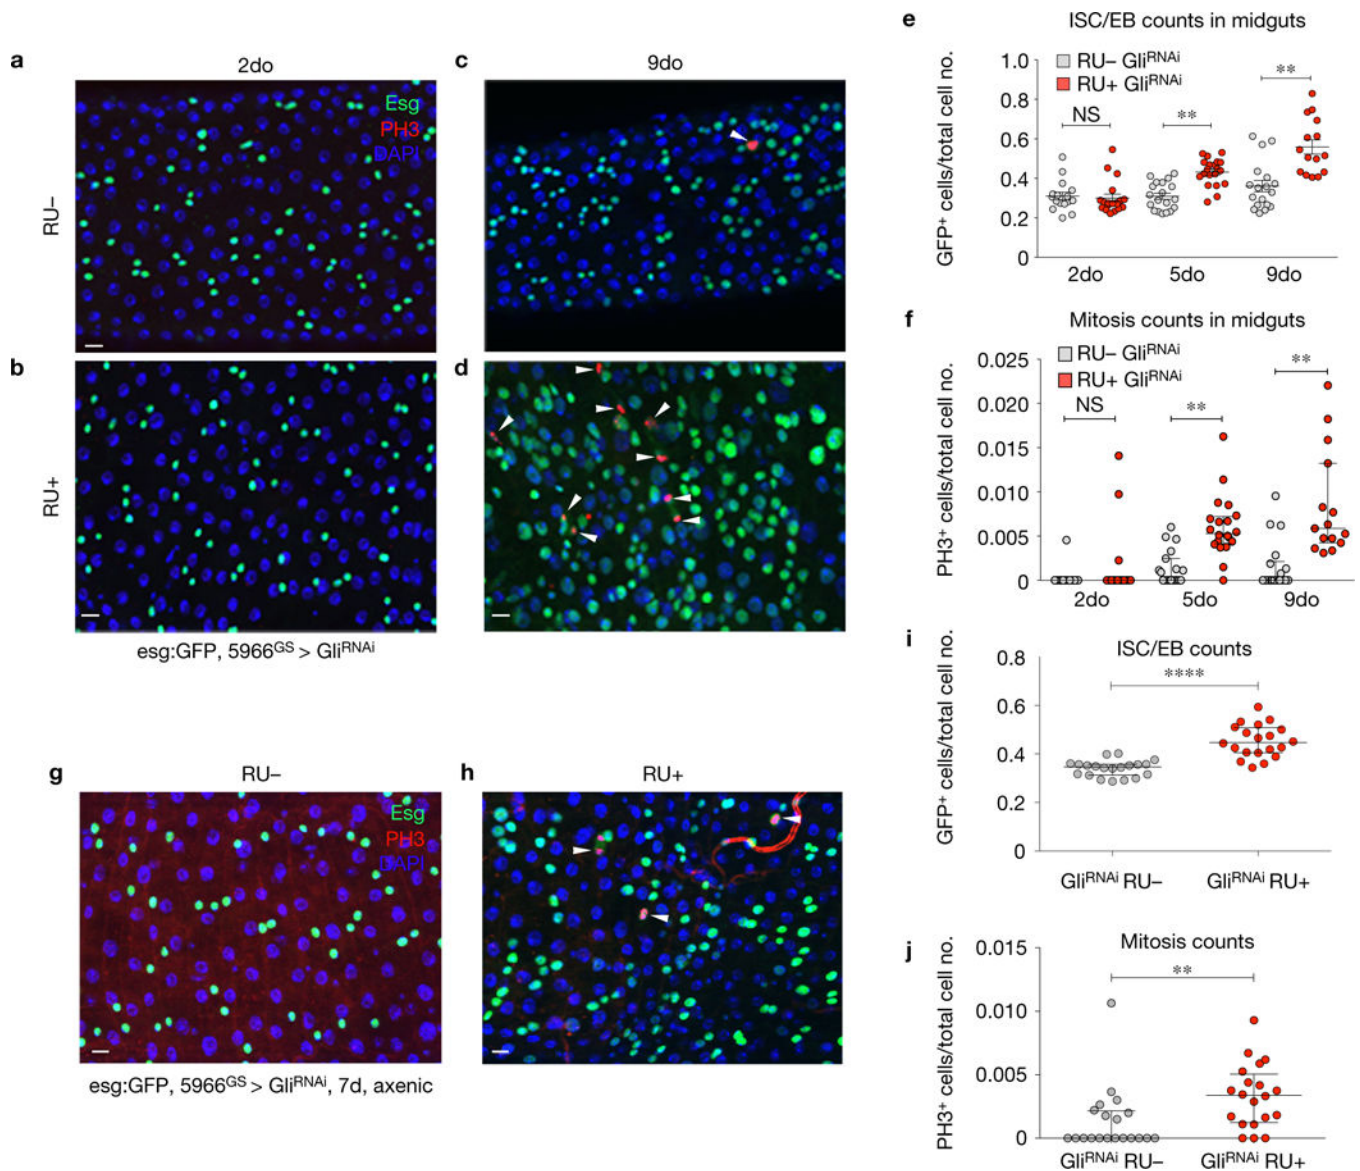 a
2do
RU−
Esg
PH3
DAPI
b
RU+
esg:GFP, 5966GS > GliRNAi
c
9do
d
e
ISC/EB counts in midguts
GFP+ cells/total cell no.
1.0
0.8
0.6
0.4
0.2
0
RU− GliRNAi
RU+ GliRNAi
NS
**
**
2do
5do
9do
f
Mitosis counts in midguts
PH3+ cells/total cell no.
0.025
0.020
0.015
0.010
0.005
0
RU− GliRNAi
RU+ GliRNAi
NS
**
**
2do
5do
9do
g
RU−
Esg
PH3
DAPI
esg:GFP, 5966GS > GliRNAi, 7d, axenic
h
RU+
i
ISC/EB counts
GFP+ cells/total cell no.
0.8
0.6
0.4
0.2
0
****
GliRNAi RU−
GliRNAi RU+
j
Mitosis counts
PH3+ cells/total cell no.
0.015
0.010
0.005
0
**
GliRNAi RU−
GliRNAi RU+